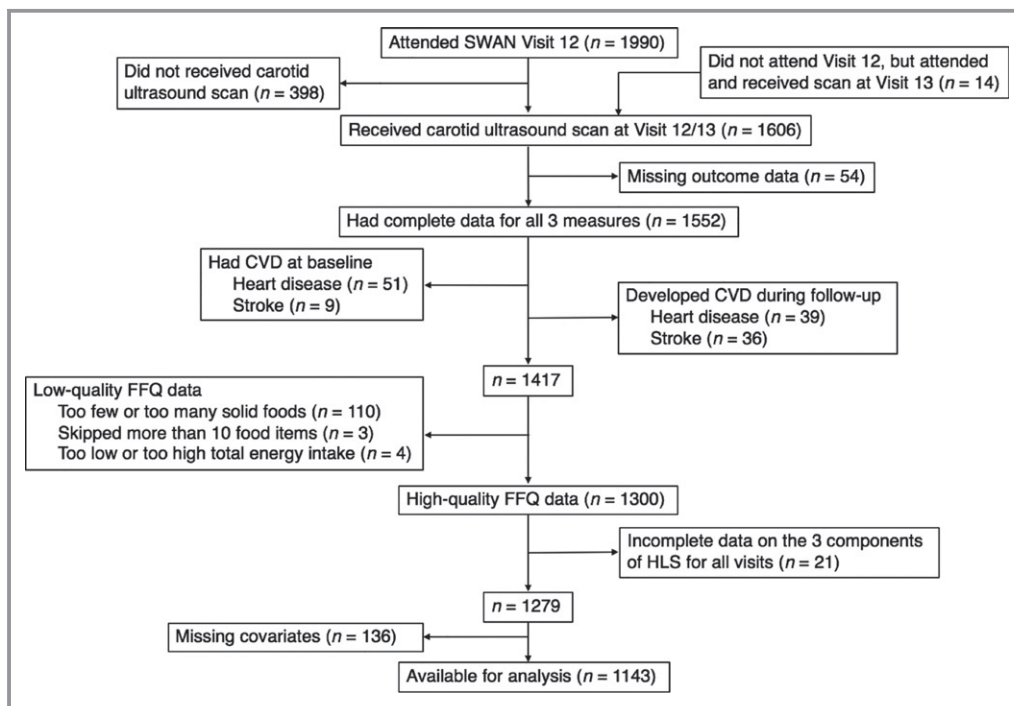 Attended SWAN Visit 12 (n = 1990)
Did not received carotid
ultrasound scan (n = 398)
Did not attend Visit 12, but attended
and received scan at Visit 13 (n = 14)
Received carotid ultrasound scan at Visit 12/13 (n = 1606)
Missing outcome data (n = 54)
Had complete data for all 3 measures (n = 1552)
Had CVD at baseline
Heart disease (n = 51)
Stroke (n = 9)
Developed CVD during follow-up
Heart disease (n = 39)
Stroke (n = 36)
n = 1417
Low-quality FFQ data
Too few or too many solid foods (n = 110)
Skipped more than 10 food items (n = 3)
Too low or too high total energy intake (n = 4)
High-quality FFQ data (n = 1300)
Incomplete data on the 3 components
of HLS for all visits (n = 21)
n = 1279
Missing covariates (n = 136)
Available for analysis (n = 1143)